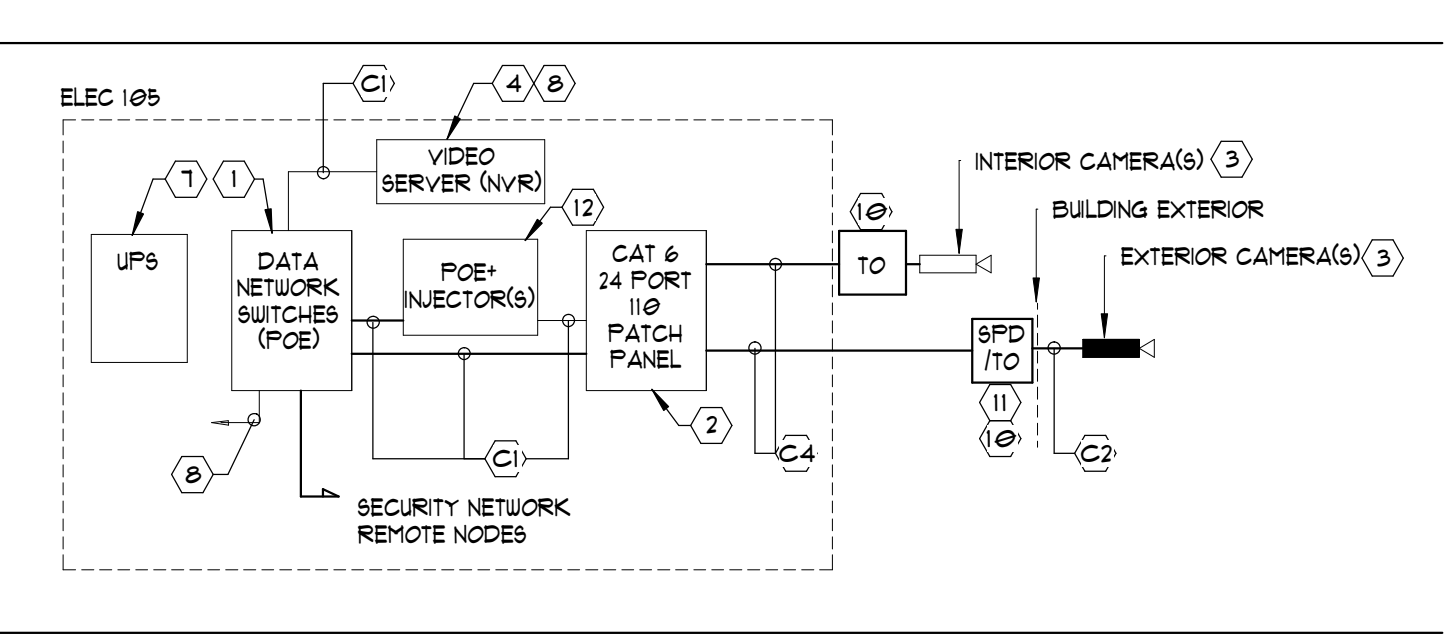 C1
4
8
ELEC 105
VIDEO
SERVER (NVR)
7
1
INTERIOR CAMERA(S)
3
12
10
BUILDING EXTERIOR
UPS
DATA
NETWORK
SWITCHES
(POE)
POE+
INJECTOR(S)
CAT 6
24 PORT
110
PATCH
PANEL
TO
EXTERIOR CAMERA(S)
3
SPD
/TO
11
10
2
8
C1
C4
C2
SECURITY NETWORK
REMOTE NODES